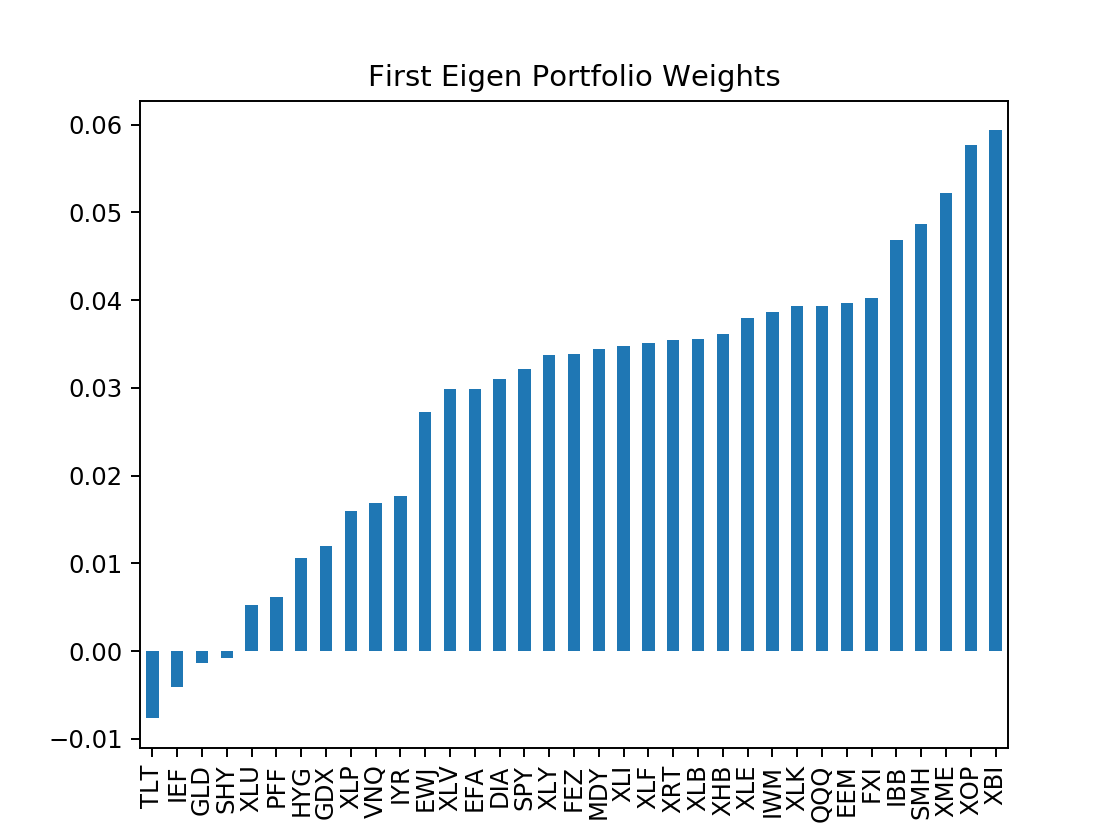 First Eigen Portfolio Weights
0.06
0.05
0.04
0.03
0.02
0.01
0.00
−0.01
TLT
IEF
GLD
SHY
XLU
PFF
HYG
GDX
XLP
VNQ
IYR
EWJ
XLV
EFA
DIA
SPY
XLY
FEZ
MDY
XLI
XLF
XRT
XLB
XHB
XLE
IWM
XLK
QQQ
EEM
FXI
IBB
SMH
XME
XOP
XBI